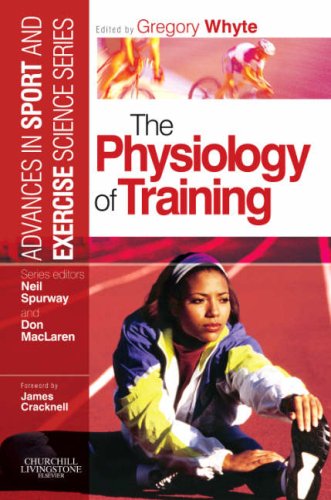 Edited by Gregory Whyte
ADVANCES IN SPORT AND
EXERCISE SCIENCE SERIES
The
Physiology
of Training
Series editors
Neil
Spurway
and
Don
MacLaren
Foreword by
James
Cracknell
CHURCHILL
LIVINGSTONE
ELSEVIER